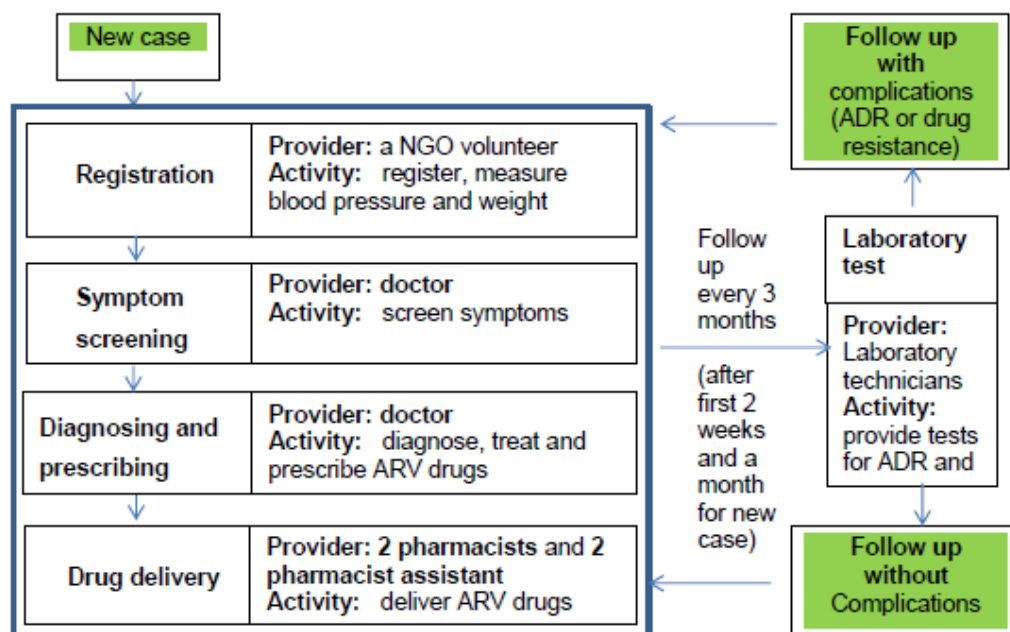 New case
Registration
Provider: a NGO volunteer
Activity: register, measure
blood pressure and weight
Symptom
screening
Provider: doctor
Activity: screen symptoms
Diagnosing and
prescribing
Provider: doctor
Activity: diagnose, treat and
prescribe ARV drugs
Drug delivery
Provider: 2 pharmacists and 2
pharmacist assistant
Activity: deliver ARV drugs
Follow
up
every 3
months
(after
first 2
weeks
and a
month
for new
case)
Follow up
with
complications
(ADR or drug
resistance)
Laboratory
test
Provider:
Laboratory
technicians
Activity:
provide tests
for ADR and
Follow up
without
Complications